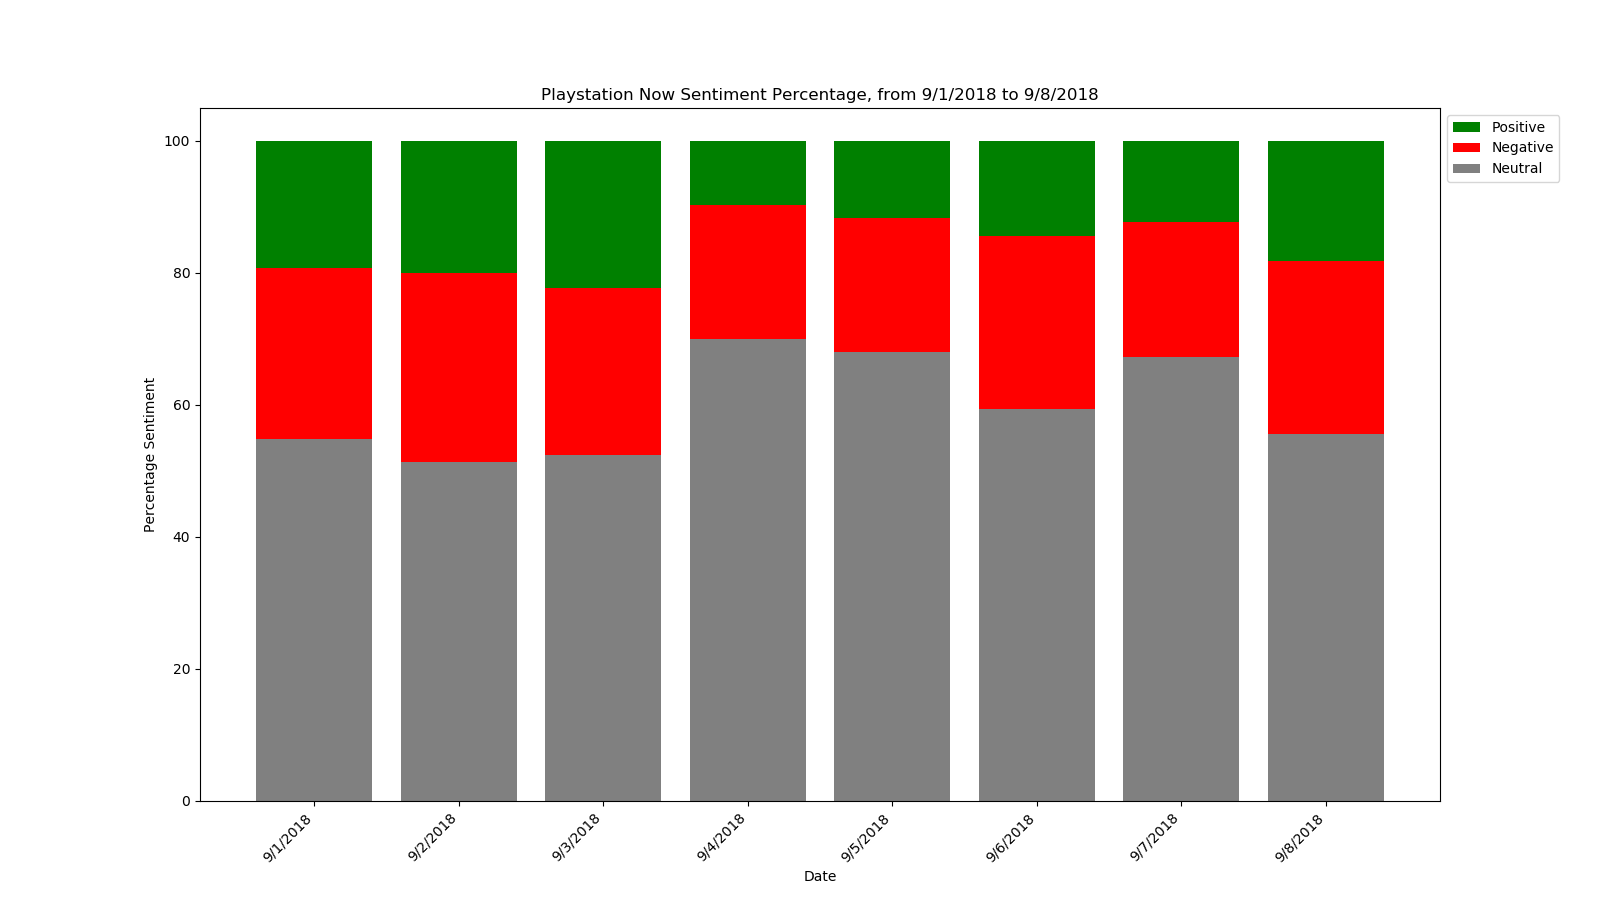 Playstation Now Sentiment Percentage, from 9/1/2018 to 9/8/2018
Positive
Negative
Neutral
Percentage Sentiment
100
80
60
40
20
0
9/1/2018
9/2/2018
9/3/2018
9/4/2018
9/5/2018
9/6/2018
9/7/2018
9/8/2018
Date